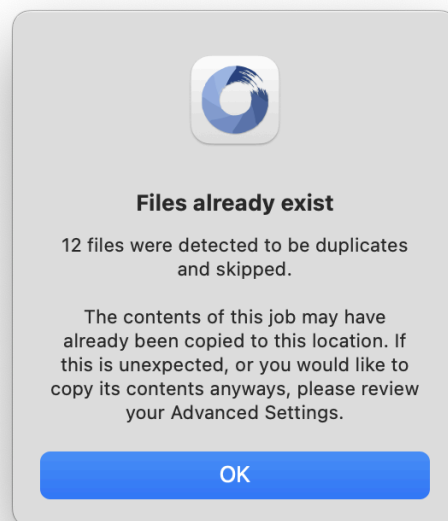 Files already exist
12 files were detected to be duplicates
and skipped.
The contents of this job may have
already been copied to this location. If
this is unexpected, or you would like to
copy its contents anyways, please review
your Advanced Settings.
OK